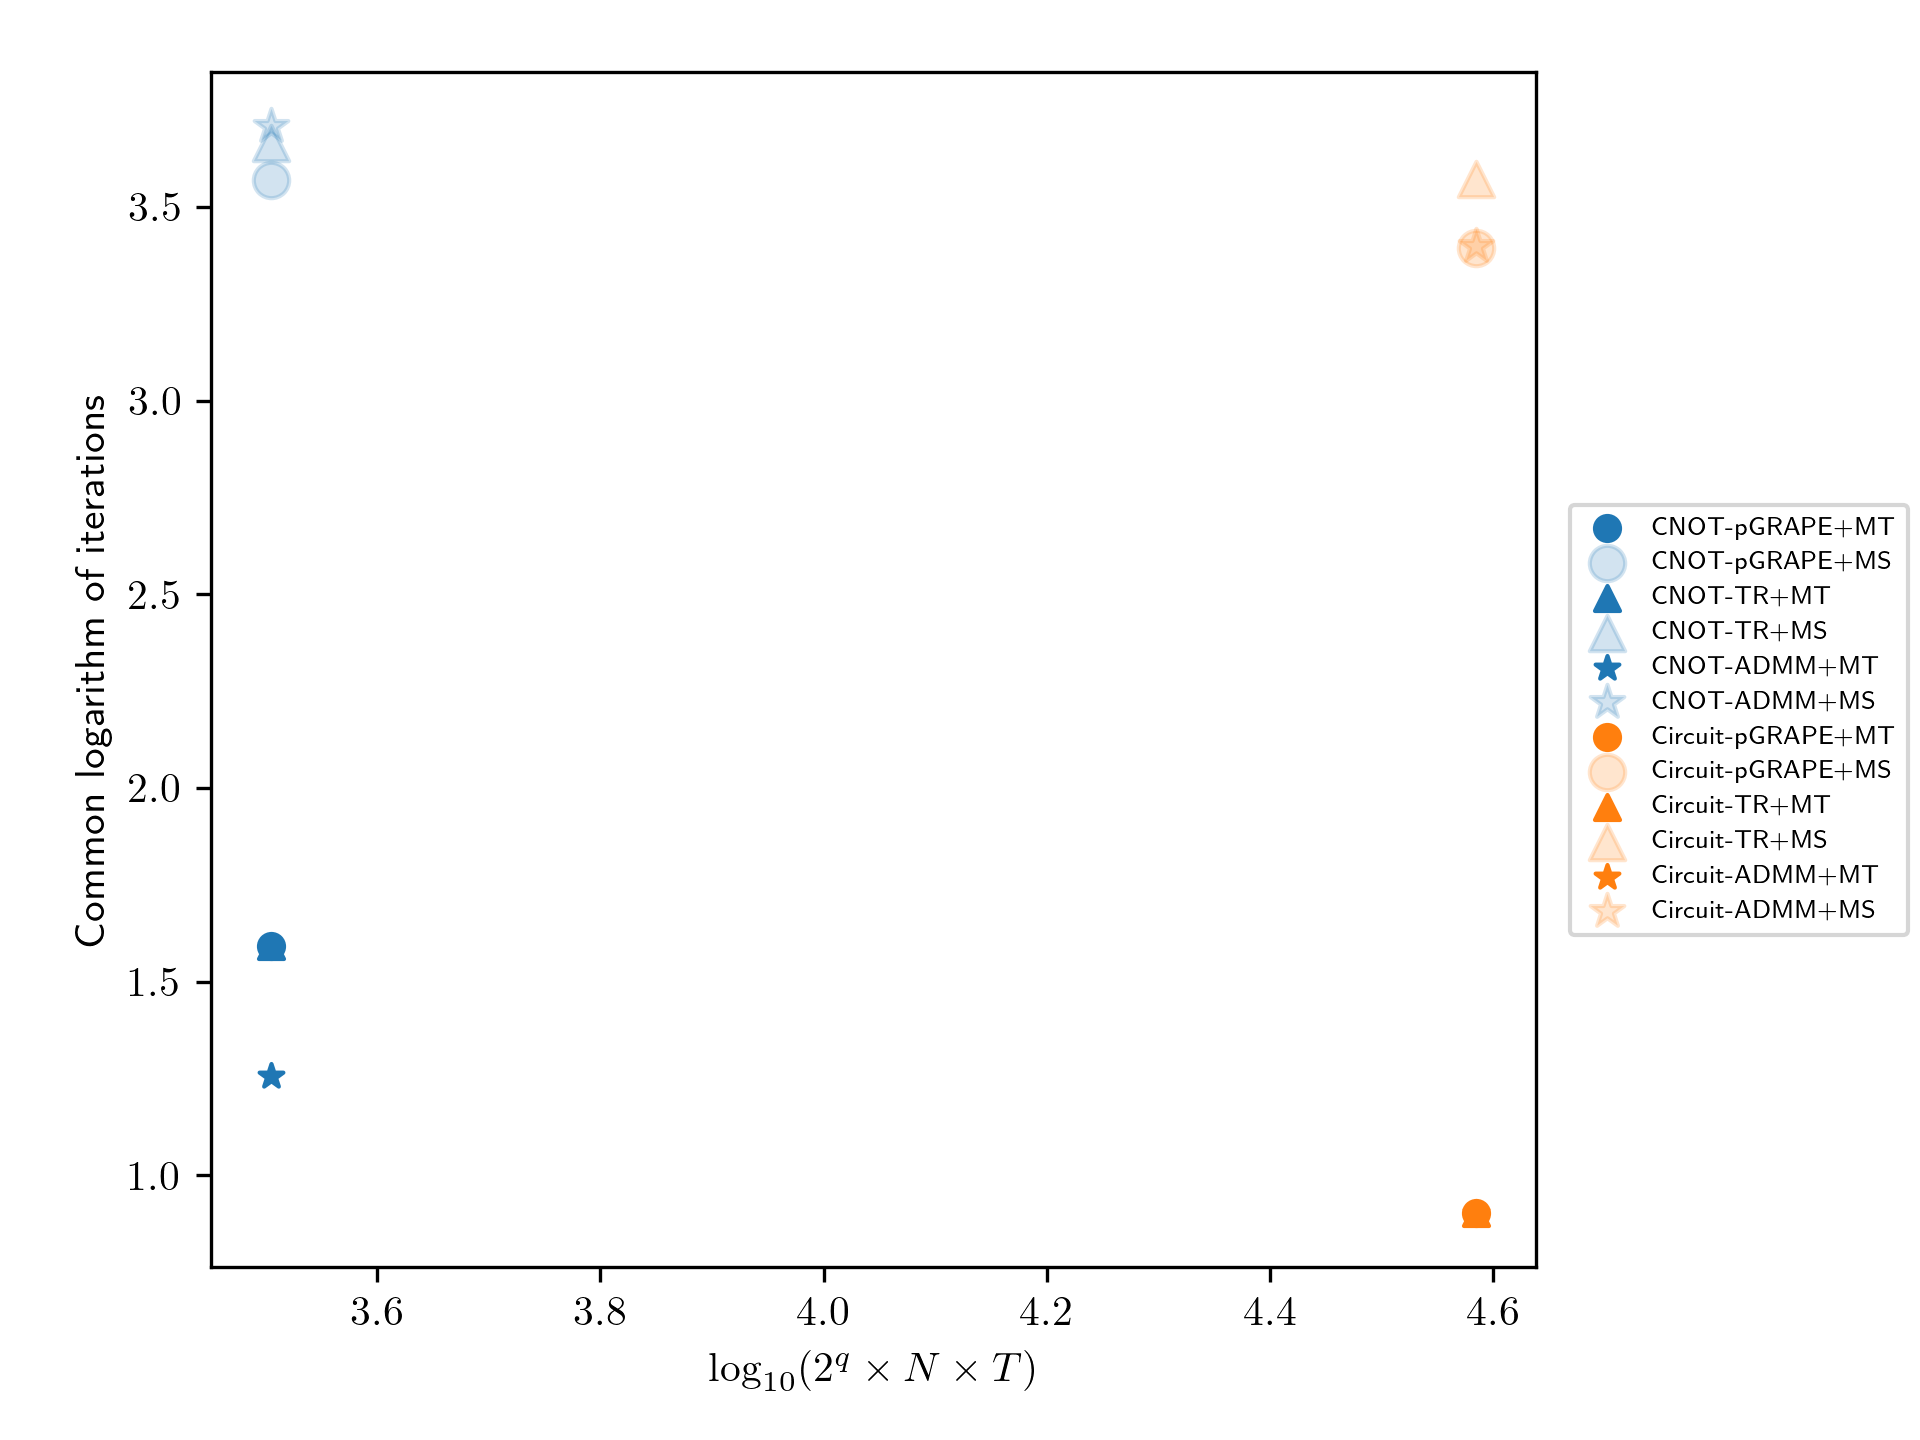 3.5
3.0
2.5
2.0
1.5
1.0
Common logarithm of iterations
3.6 3.8 4.0 4.2 4.4 4.6
log₁₀(2^q × N × T)
CNOT-pGRAPE+MT
CNOT-pGRAPE+MS
CNOT-TR+MT
CNOT-TR+MS
CNOT-ADMM+MT
CNOT-ADMM+MS
Circuit-pGRAPE+MT
Circuit-pGRAPE+MS
Circuit-TR+MT
Circuit-TR+MS
Circuit-ADMM+MT
Circuit-ADMM+MS